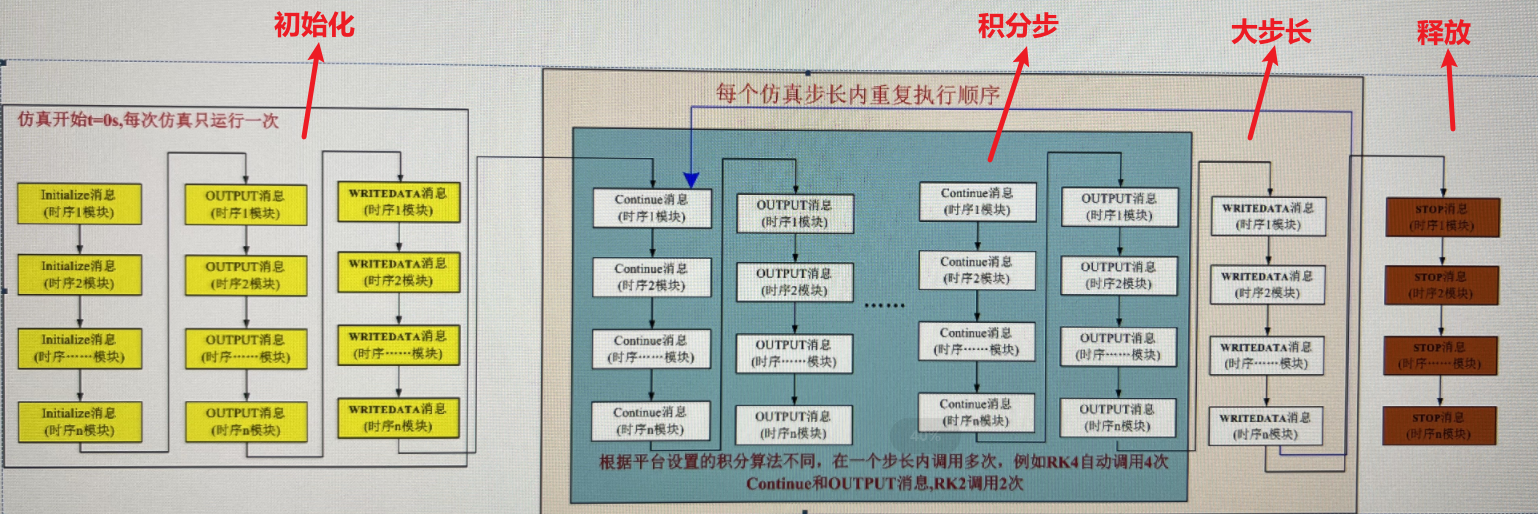 初始化
积分步
大步长
释放
仿真开始t=0s,每次仿真只运行一次
Initialize消息
(时序1模块)
Initialize消息
(时序2模块)
Initialize消息
(时序……模块)
Initialize消息
(时序n模块)
OUTPUT消息
(时序1模块)
OUTPUT消息
(时序2模块)
OUTPUT消息
(时序……模块)
OUTPUT消息
(时序n模块)
WRITEDATA消息
(时序1模块)
WRITEDATA消息
(时序2模块)
WRITEDATA消息
(时序……模块)
WRITEDATA消息
(时序n模块)
每个仿真步长内重复执行顺序
Continue消息
(时序1模块)
Continue消息
(时序2模块)
Continue消息
(时序……模块)
Continue消息
(时序n模块)
OUTPUT消息
(时序1模块)
OUTPUT消息
(时序2模块)
OUTPUT消息
(时序……模块)
OUTPUT消息
(时序n模块)
……
Continue消息
(时序1模块)
Continue消息
(时序2模块)
Continue消息
(时序……模块)
Continue消息
(时序n模块)
OUTPUT消息
(时序1模块)
OUTPUT消息
(时序2模块)
OUTPUT消息
(时序……模块)
OUTPUT消息
(时序n模块)
40%
根据平台设置的积分算法不同，在一个步长内调用多次，例如RK4自动调用4次
Continue和OUTPUT消息,RK2调用2次
WRITEDATA消息
(时序1模块)
WRITEDATA消息
(时序2模块)
WRITEDATA消息
(时序……模块)
WRITEDATA消息
(时序n模块)
STOP消息
(时序1模块)
STOP消息
(时序2模块)
STOP消息
(时序……模块)
STOP消息
(时序n模块)